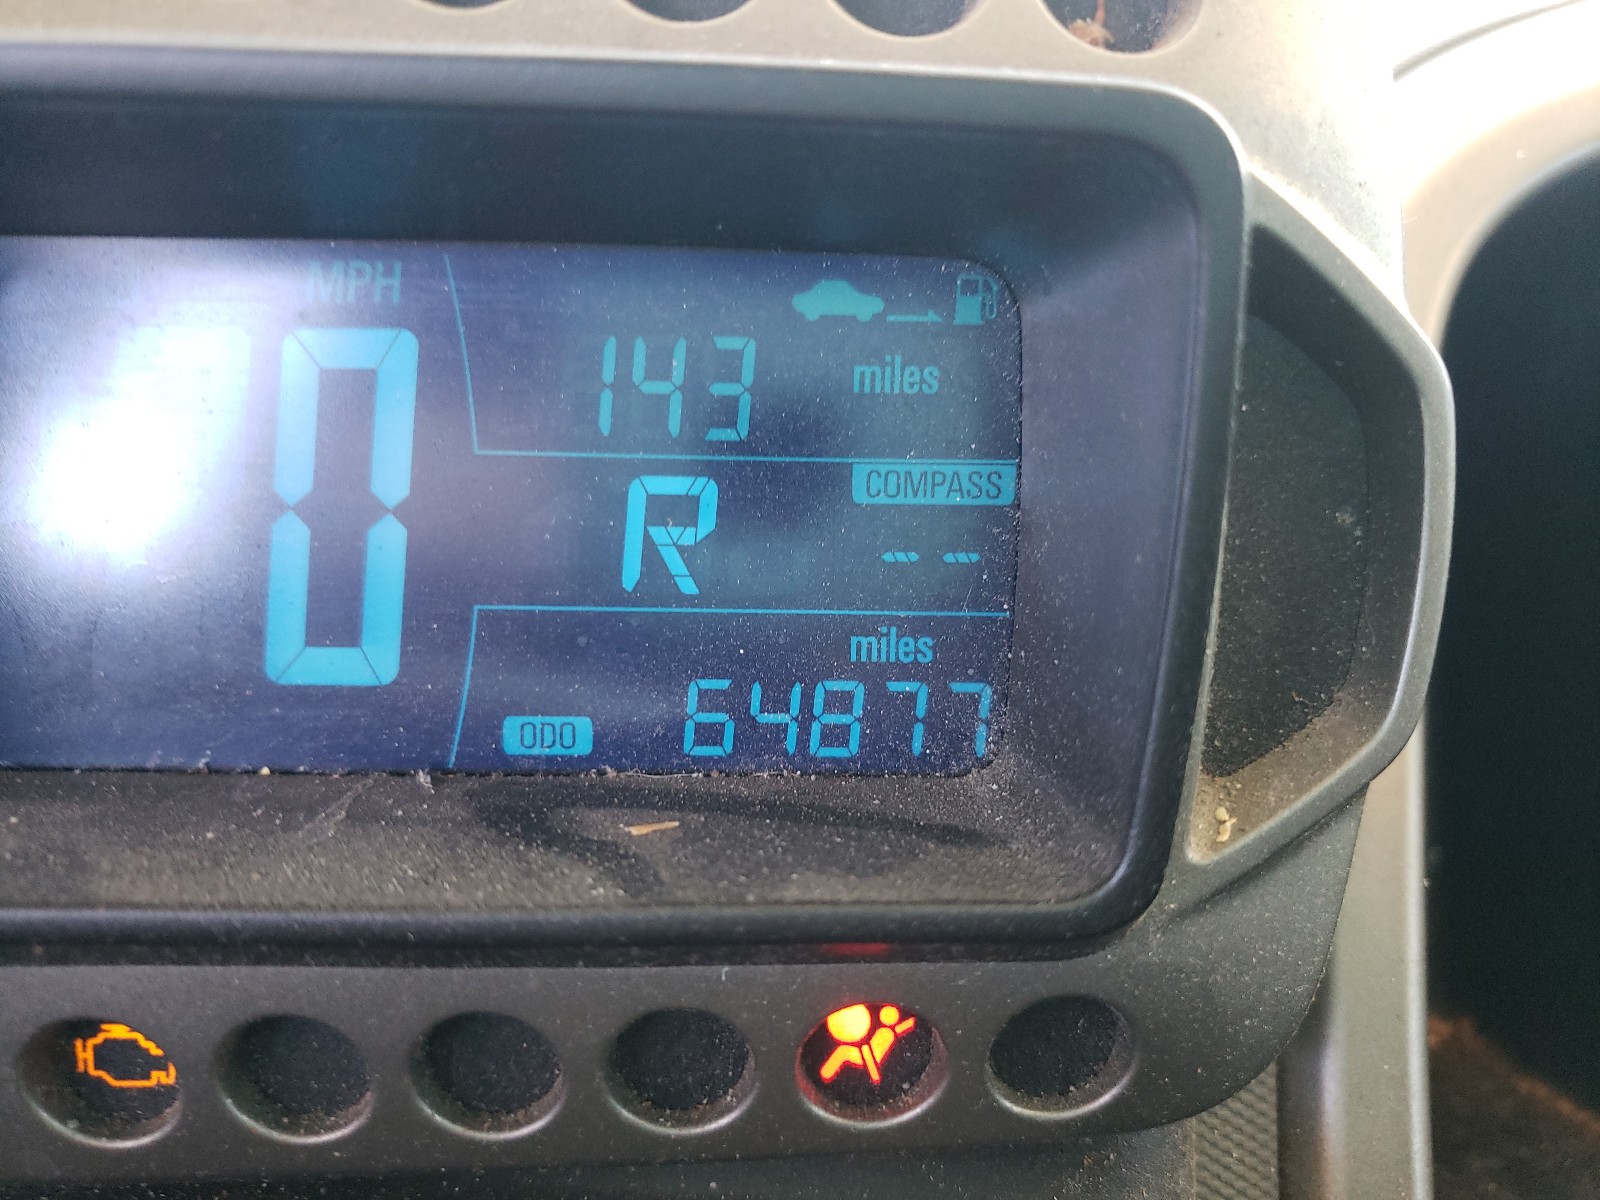 MPH
0
143 miles
COMPASS
R --
miles
ODO 64877